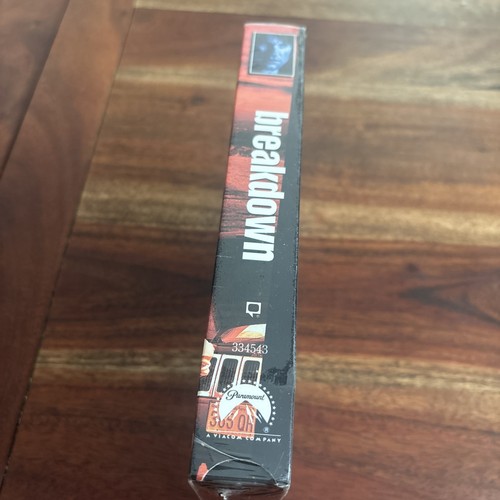 breakdown
334543
Paramount
®
A VIACOM COMPANY